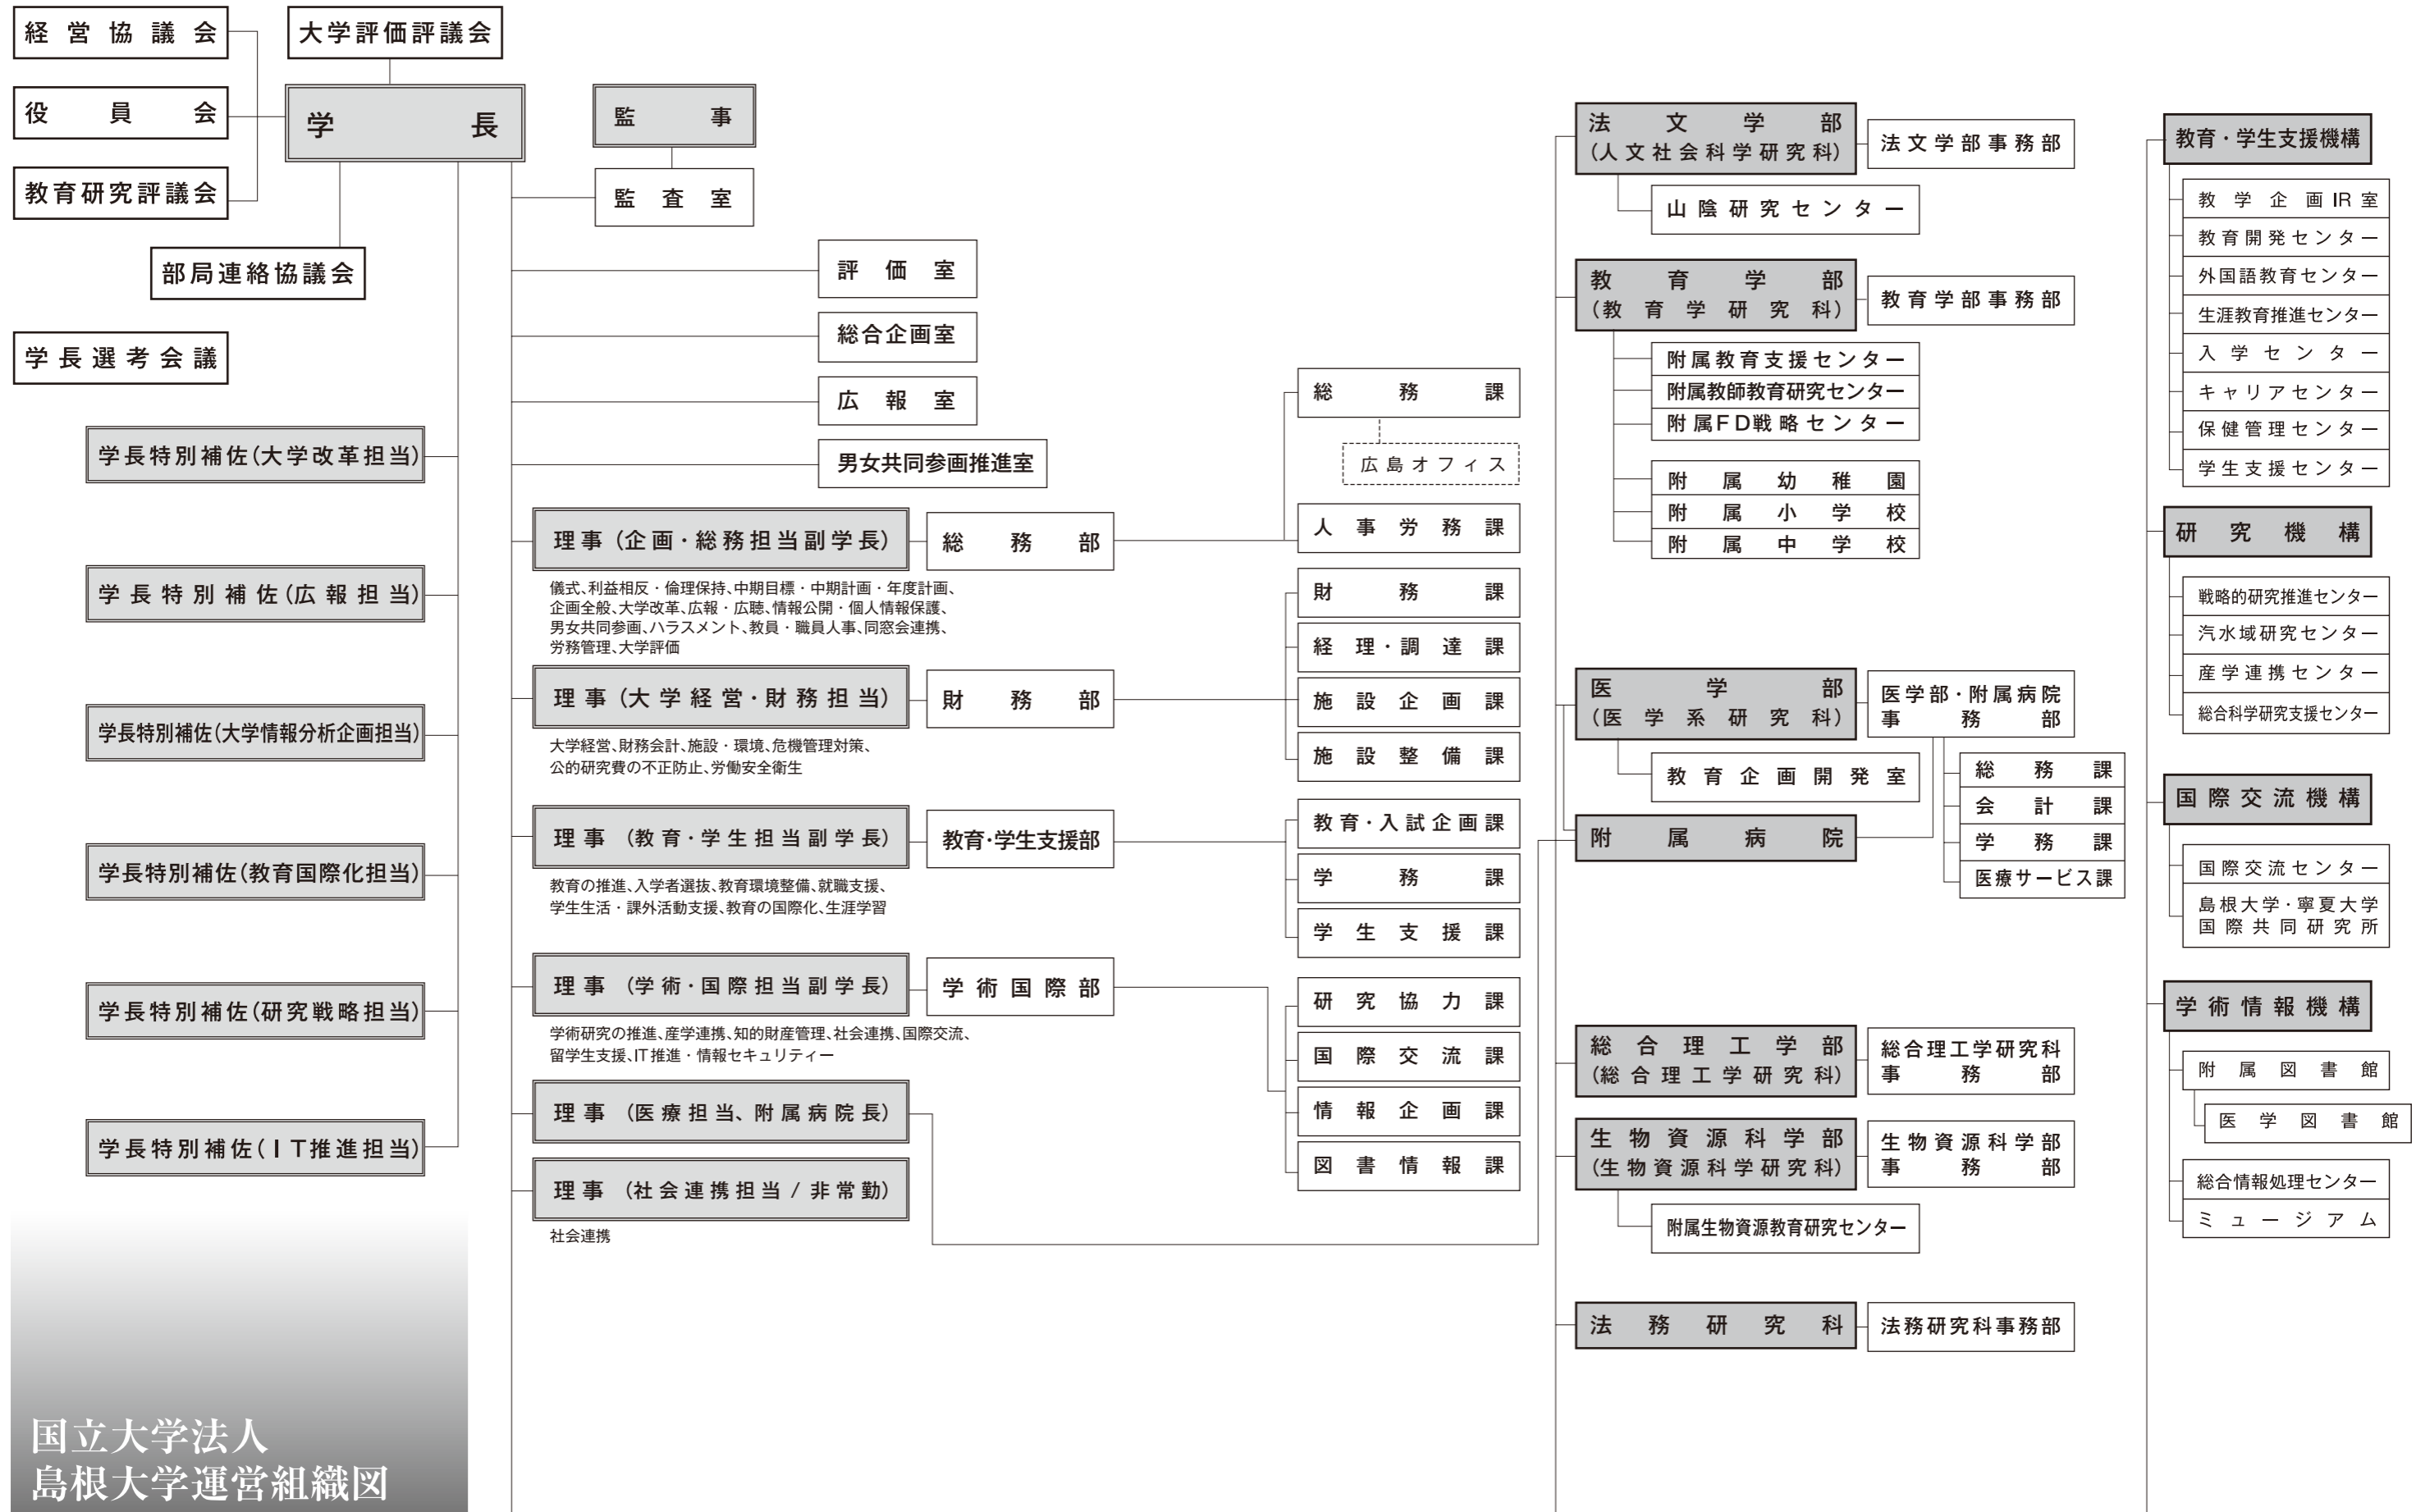 経営協議会
大学評価評議会
役員会
学長
監事
教育研究評議会
監査室
部局連絡協議会
評価室
学長選考会議
総合企画室
広報室
男女共同参画推進室
学長特別補佐(大学改革担当)
学長特別補佐(広報担当)
学長特別補佐(大学情報分析企画担当)
学長特別補佐(教育国際化担当)
学長特別補佐(研究戦略担当)
学長特別補佐(IT推進担当)
理事(企画・総務担当副学長)
総務部
儀式、利益相反・倫理保持、中期目標・中期計画・年度計画、
企画全般、大学改革、広報・広聴、情報公開・個人情報保護、
男女共同参画、ハラスメント、教員・職員人事、同窓会連携、
労務管理、大学評価
総務課
広島オフィス
人事労務課
理事(大学経営・財務担当)
財務部
大学経営、財務会計、施設・環境、危機管理対策、
公的研究費の不正防止、労働安全衛生
財務課
経理・調達課
施設企画課
施設整備課
理事(教育・学生担当副学長)
教育・学生支援部
教育の推進、入学者選抜、教育環境整備、就職支援、
学生生活・課外活動支援、教育の国際化、生涯学習
教育・入試企画課
学務課
学生支援課
理事(学術・国際担当副学長)
学術国際部
学術研究の推進、産学連携、知的財産管理、社会連携、国際交流、
留学生支援、IT推進・情報セキュリティー
研究協力課
国際交流課
情報企画課
図書情報課
理事(医療担当、附属病院長)
理事(社会連携担当/非常勤)
社会連携
法文学部
(人文社会科学研究科)
法文学部事務部
山陰研究センター
教育学部
(教育学研究科)
教育学部事務部
附属教育支援センター
附属教師教育研究センター
附属FD戦略センター
附属幼稚園
附属小学校
附属中学校
医学部
(医学系研究科)
医学部・附属病院
事務部
教育企画開発室
附属病院
総務課
会計課
学務課
医療サービス課
総合理工学部
(総合理工学研究科)
総合理工学研究科
事務部
生物資源科学部
(生物資源科学研究科)
生物資源科学部
事務部
附属生物資源教育研究センター
法務研究科
法務研究科事務部
教育・学生支援機構
教学企画IR室
教育開発センター
外国語教育センター
生涯教育推進センター
入学センター
キャリアセンター
保健管理センター
学生支援センター
研究機構
戦略的研究推進センター
汽水域研究センター
産学連携センター
総合科学研究支援センター
国際交流機構
国際交流センター
島根大学・寧夏大学
国際共同研究所
学術情報機構
附属図書館
医学図書館
総合情報処理センター
ミュージアム
国立大学法人
島根大学運営組織図